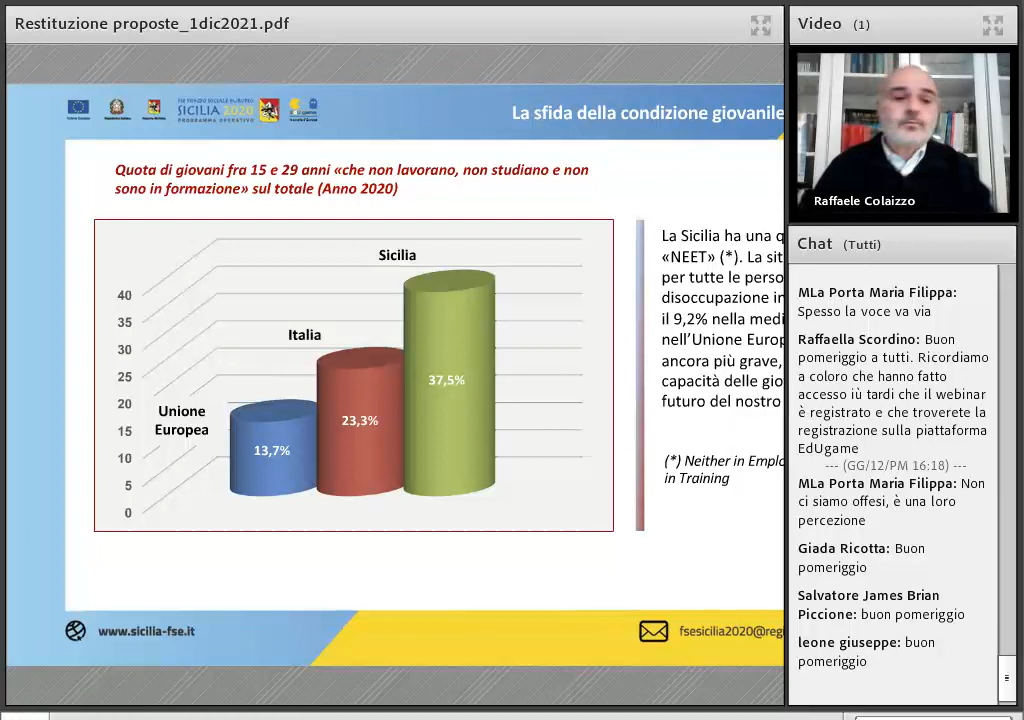 Restituzione proposte_1dic2021.pdf
SICILIA 2020
PROGRAMMA OPERATIVO
La sfida della condizione giovanile
Quota di giovani fra 15 e 29 anni «che non lavorano, non studiano e non
sono in formazione» sul totale (Anno 2020)
Sicilia
Italia
Unione
Europea
40
35
30
25
20
15
10
5
0
13,7%
23,3%
37,5%
La Sicilia ha una q
«NEET» (*). La sit
per tutte le perso
disoccupazione in
il 9,2% nella medi
nell’Unione Europ
ancora più grave,
capacità delle gio
futuro del nostro
(*) Neither in Emplo
in Training
www.sicilia-fse.it
fsesicilia2020@reg
Video (1)
Raffaele Colaizzo
Chat (Tutti)
MLa Porta Maria Filippa:
Spesso la voce va via
Raffaella Scordino: Buon
pomeriggio a tutti. Ricordiamo
a coloro che hanno fatto
accesso iù tardi che il webinar
è registrato e che troverete la
registrazione sulla piattaforma
EdUgame
--- (GG/12/PM 16:18) ---
MLa Porta Maria Filippa: Non
ci siamo offesi, è una loro
percezione
Giada Ricotta: Buon
pomeriggio
Salvatore James Brian
Piccione: buon pomeriggio
leone giuseppe: buon
pomeriggio